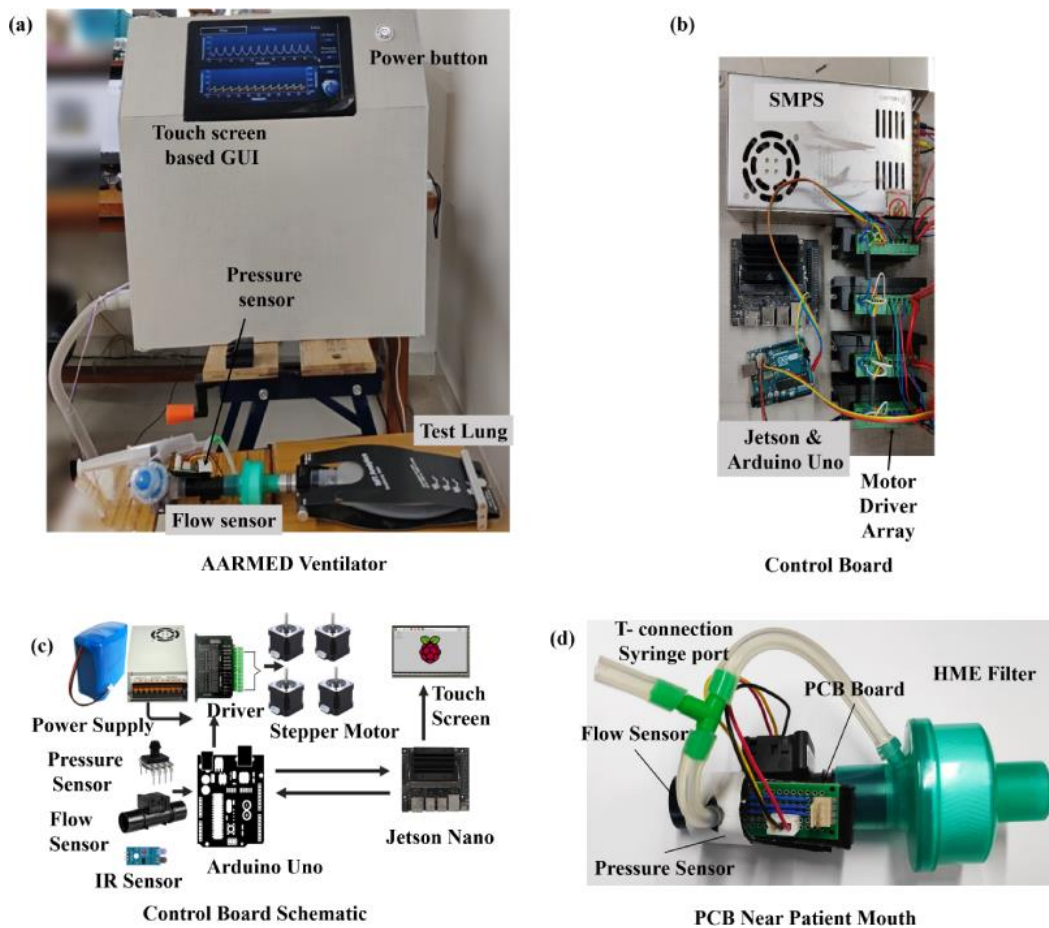 (a)
Power button
Touch screen
based GUI
Pressure
sensor
Test Lung
Flow sensor
AARMED Ventilator
(b)
SMPS
Jetson &
Arduino Uno
Motor
Driver
Array
Control Board
(c)
Power Supply
Driver
Stepper Motor
Touch
Screen
Pressure
Sensor
Flow
Sensor
IR Sensor
Arduino Uno
Jetson Nano
Control Board Schematic
(d)
T- connection
Syringe port
HME Filter
PCB Board
Flow Sensor
Pressure Sensor
PCB Near Patient Mouth